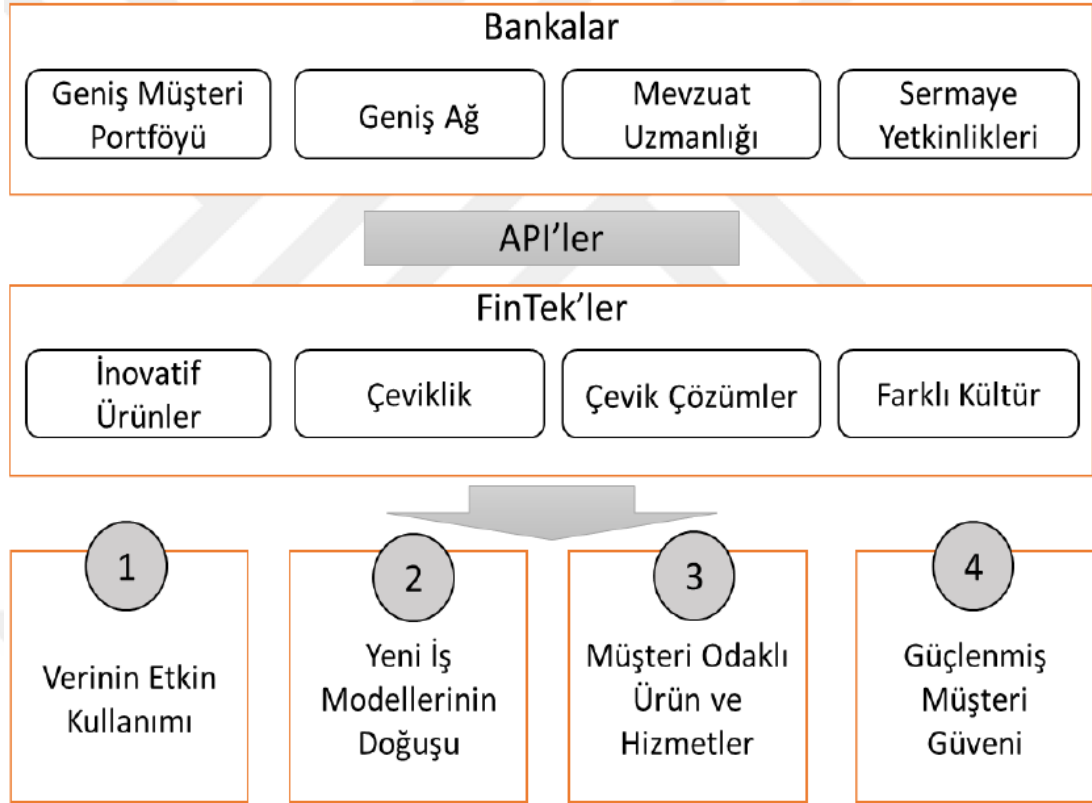 Bankalar
Geniş Müşteri
Portföyü
Geniş Ağ
Mevzuat
Uzmanlığı
Sermaye
Yetkinlikleri
API’ler
FinTek’ler
İnovatif
Ürünler
Çeviklik
Çevik Çözümler
Farklı Kültür
1
Verinin Etkin
Kullanımı
2
Yeni İş
Modellerinin
Doğuşu
3
Müşteri Odaklı
Ürün ve
Hizmetler
4
Güçlenmiş
Müşteri
Güveni